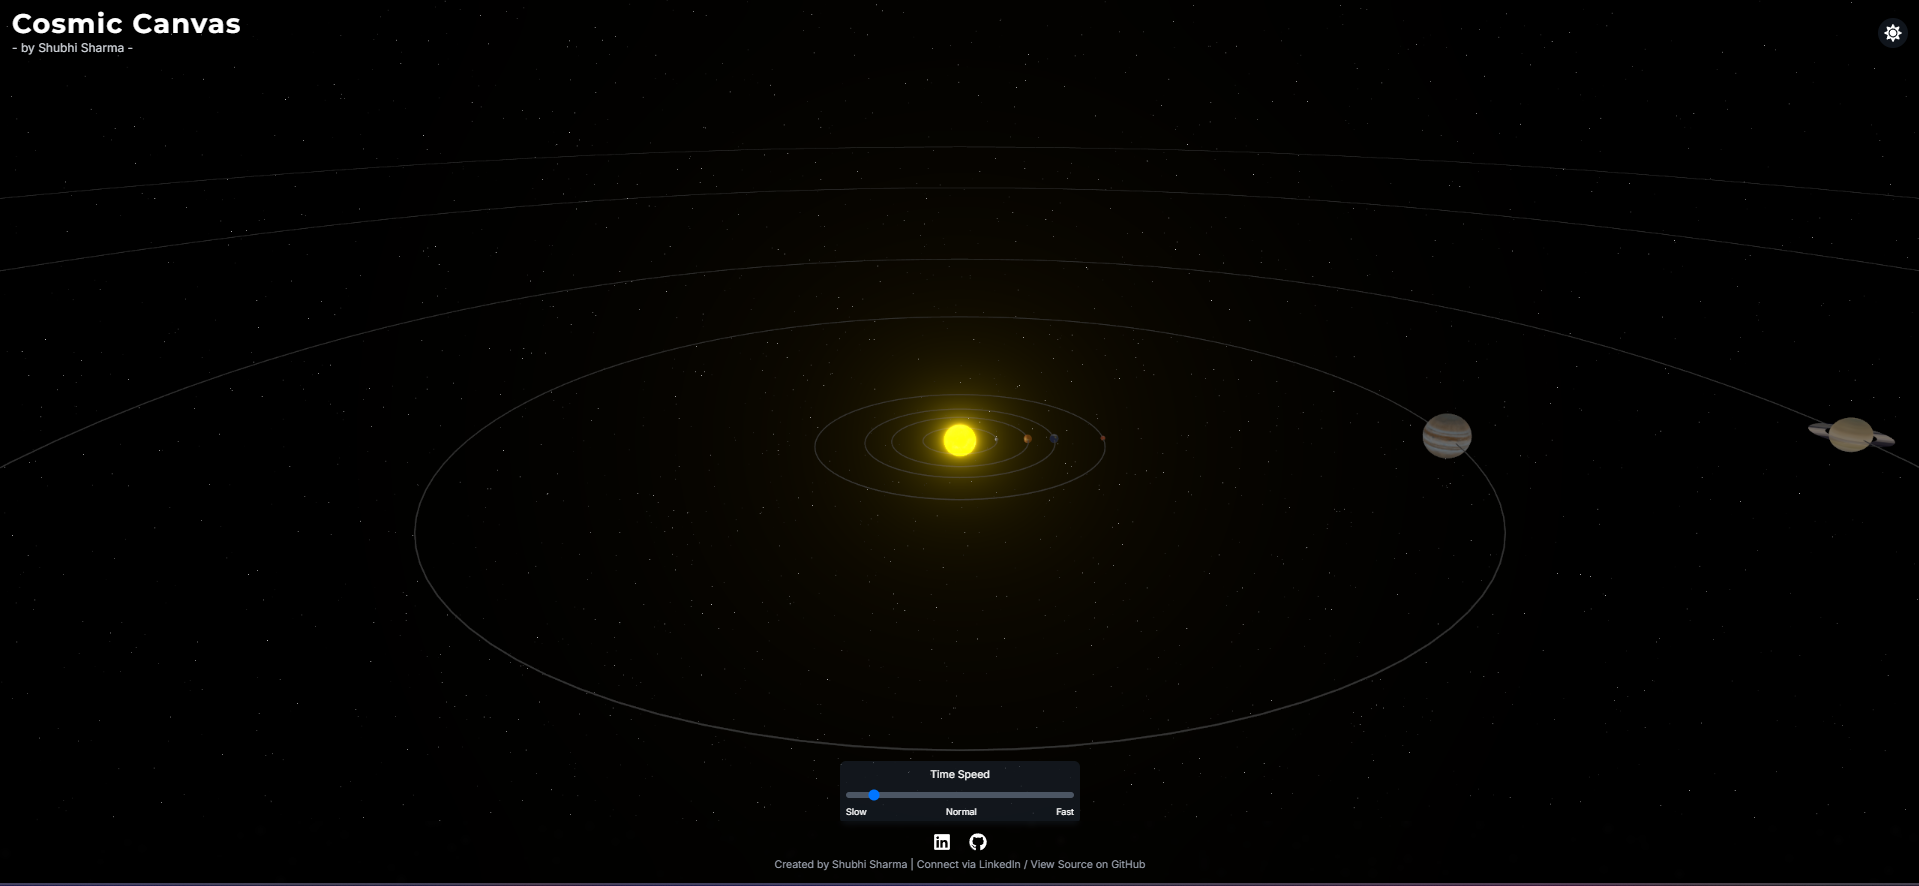 Cosmic Canvas
- by Shubhi Sharma -
Time Speed
Slow Normal Fast
Created by Shubhi Sharma | Connect via LinkedIn / View Source on GitHub